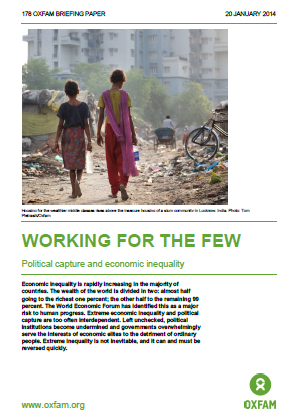 178 OXFAM BRIEFING PAPER 20 JANUARY 2014
Housing for the wealthier middle classes rises above the insecure housing of a slum community in Lucknow, India. Photo: Tom
Pietrasik/Oxfam
WORKING FOR THE FEW
Political capture and economic inequality
Economic inequality is rapidly increasing in the majority of
countries. The wealth of the world is divided in two: almost half
going to the richest one percent; the other half to the remaining 99
percent. The World Economic Forum has identified this as a major
risk to human progress. Extreme economic inequality and political
capture are too often interdependent. Left unchecked, political
institutions become undermined and governments overwhelmingly
serve the interests of economic elites to the detriment of ordinary
people. Extreme inequality is not inevitable, and it can and must be
reversed quickly.
www.oxfam.org
OXFAM